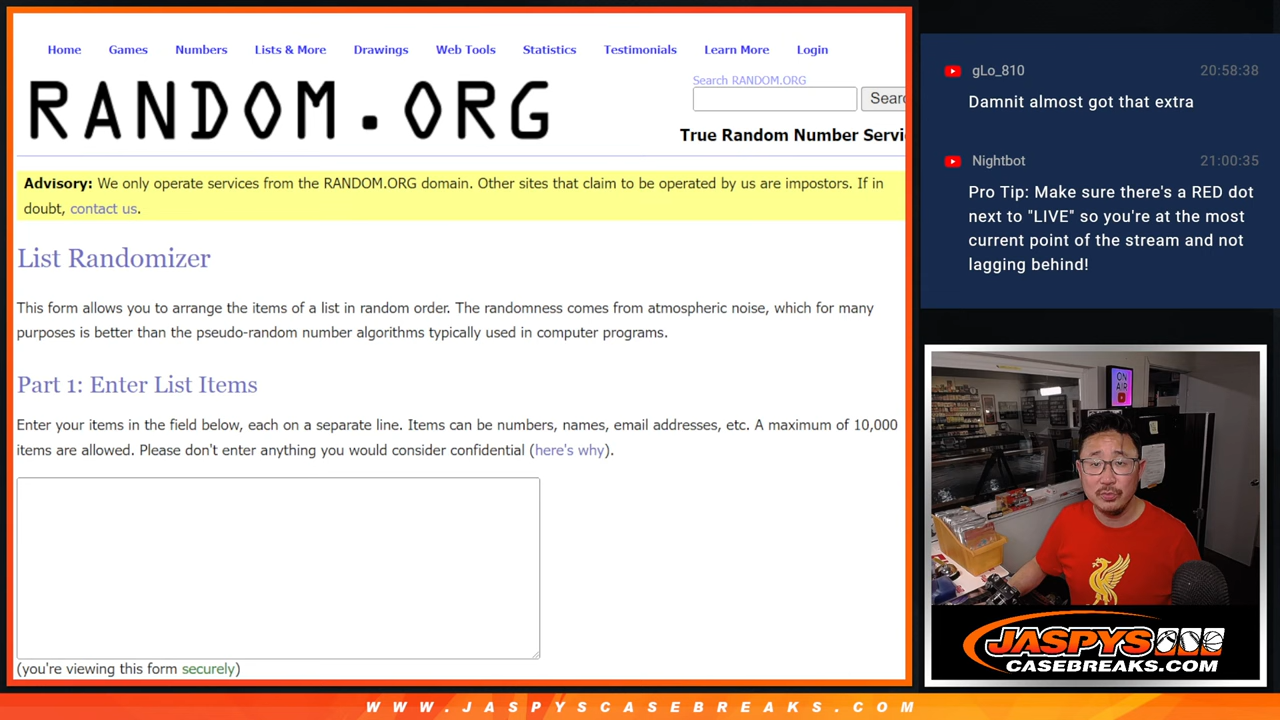 Home Games Numbers Lists & More Drawings Web Tools Statistics Testimonials Learn More Login
RANDOM.ORG
Search RANDOM.ORG
Searc
True Random Number Servi
Advisory: We only operate services from the RANDOM.ORG domain. Other sites that claim to be operated by us are impostors. If in
doubt, contact us.
List Randomizer
This form allows you to arrange the items of a list in random order. The randomness comes from atmospheric noise, which for many
purposes is better than the pseudo-random number algorithms typically used in computer programs.
Part 1: Enter List Items
Enter your items in the field below, each on a separate line. Items can be numbers, names, email addresses, etc. A maximum of 10,000
items are allowed. Please don't enter anything you would consider confidential (here's why).
(you're viewing this form securely)
gLo_810 20:58:38
Damnit almost got that extra
Nightbot 21:00:35
Pro Tip: Make sure there's a RED dot
next to "LIVE" so you're at the most
current point of the stream and not
lagging behind!
ON
AIR
JASPYS
CASEBREAKS.COM
WWW.JASPYSCASEBREAKS.COM